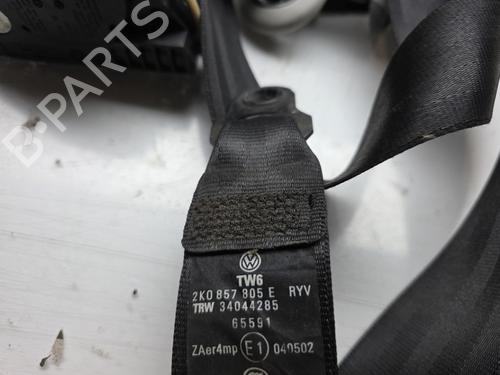 B-PARTS
TW6
2K0 857 805 E RYV
TRW 34044285
65591
ZAer4mp E1 040502